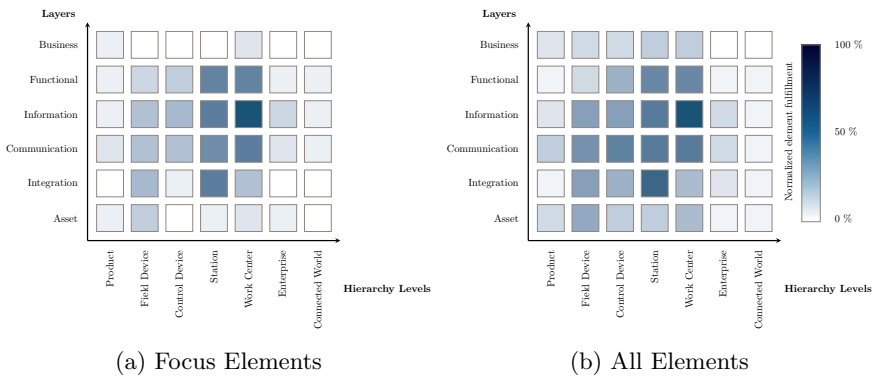 Layers
Business
Functional
Information
Communication
Integration
Asset
Product
Field Device
Control Device
Station
Work Center
Enterprise
Connected World
Hierarchy Levels
(a) Focus Elements
Layers
Business
Functional
Information
Communication
Integration
Asset
Product
Field Device
Control Device
Station
Work Center
Enterprise
Connected World
Hierarchy Levels
Normalized element fulfillment
100 %
50 %
0 %
(b) All Elements